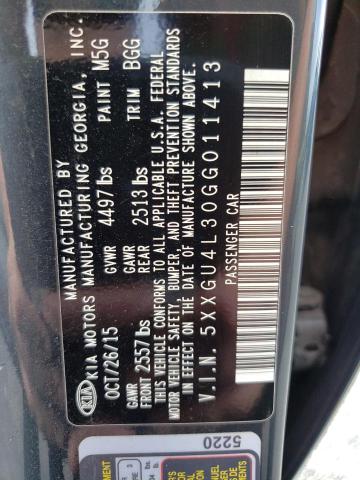 MANUFACTURED BY
KIA KIA MOTORS MANUFACTURING GEORGIA, INC.
OCT/26/15 GVWR 4497 lbs PAINT M5G
GAWR FRONT 2557lbs GAWR REAR 2513 lbs TRIM BGG
THIS VEHICLE CONFORMS TO ALL APPLICABLE U.S.A. FEDERAL
MOTOR VEHICLE SAFETY, BUMPER, AND THEFT PREVENTION STANDARDS
IN EFFECT ON THE DATE OF MANUFACTURE SHOWN ABOVE.
V.I.N. 5XXGU4L30GG011413
PASSENGER CAR
5220